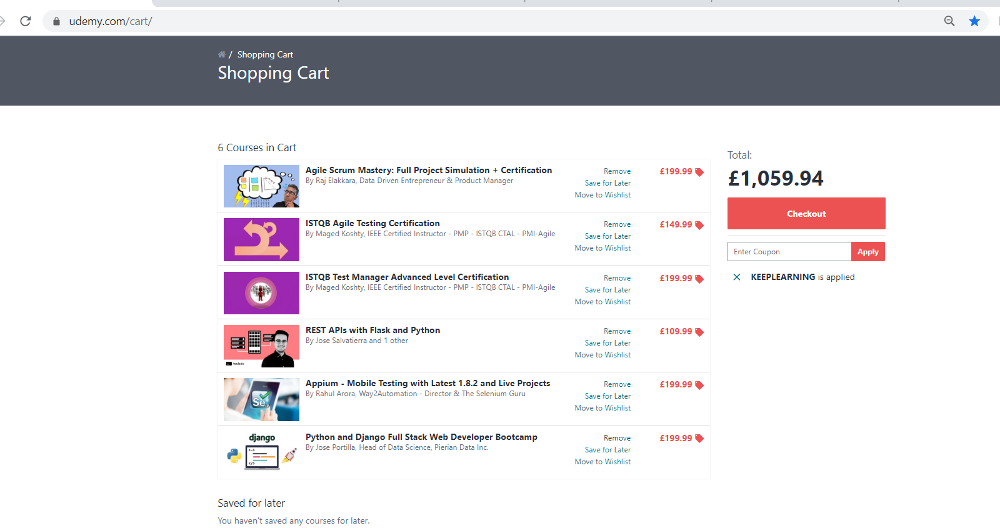 udemy.com/cart/
/ Shopping Cart
Shopping Cart
6 Courses in Cart
Agile Scrum Mastery: Full Project Simulation + Certification
By Raj Elakkara, Data Driven Entrepreneur & Product Manager
Remove
Save for Later
Move to Wishlist
£199.99
ISTQB Agile Testing Certification
By Maged Koshty, IEEE Certified Instructor - PMP - ISTQB CTAL - PMI-Agile
Remove
Save for Later
Move to Wishlist
£149.99
ISTQB Test Manager Advanced Level Certification
By Maged Koshty, IEEE Certified Instructor - PMP - ISTQB CTAL - PMI-Agile
Remove
Save for Later
Move to Wishlist
£199.99
REST APIs with Flask and Python
By Jose Salvatierra and 1 other
Remove
Save for Later
Move to Wishlist
£109.99
teclado
Appium - Mobile Testing with Latest 1.8.2 and Live Projects
By Rahul Arora, Way2Automation - Director & The Selenium Guru
Remove
Save for Later
Move to Wishlist
£199.99
Se
Python and Django Full Stack Web Developer Bootcamp
By Jose Portilla, Head of Data Science, Pierian Data Inc.
Remove
Save for Later
Move to Wishlist
£199.99
django
Saved for later
You haven't saved any courses for later.
Total:
£1,059.94
Checkout
Enter Coupon
Apply
KEEPLEARNING is applied